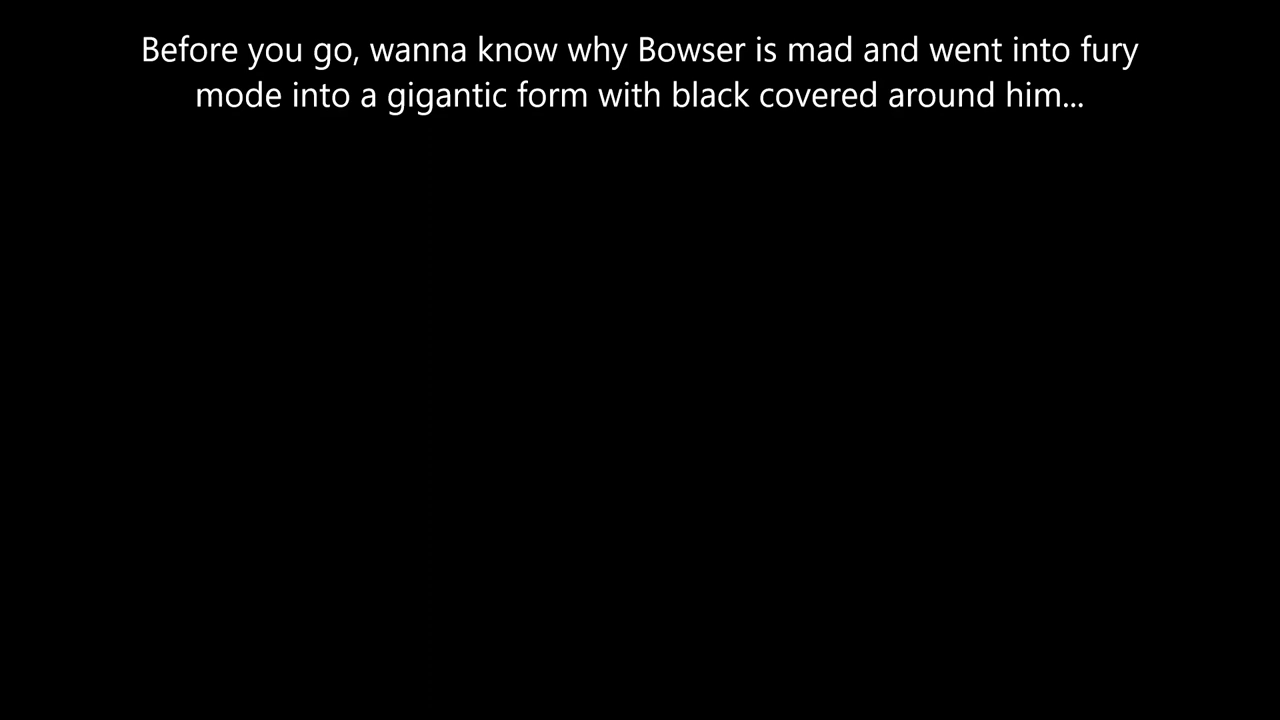 Before you go, wanna know why Bowser is mad and went into fury
mode into a gigantic form with black covered around him...